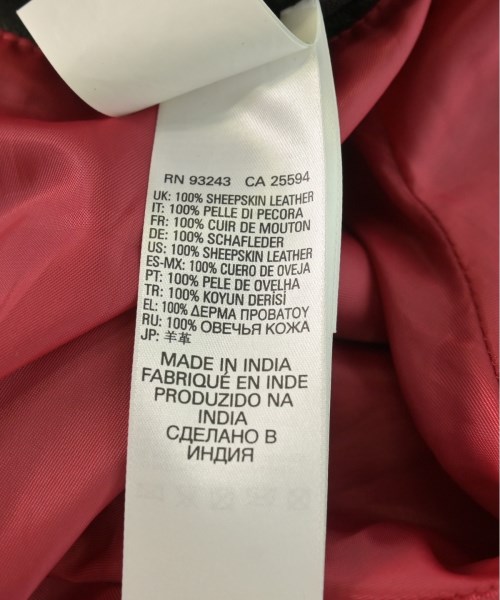 RN 93243 CA 25594
UK: 100% SHEEPSKIN LEATHER
IT: 100% PELLE DI PECORA
FR: 100% CUIR DE MOUTON
DE: 100% SCHAFLEDER
US: 100% SHEEPSKIN LEATHER
ES-MX: 100% CUERO DE OVEJA
PT: 100% PELE DE OVELHA
TR: 100% KOYUN DERİSİ
EL: 100% ΔΕΡΜΑ ΠΡΟΒΑΤΟΥ
RU: 100% ОВЕЧЬЯ КОЖА
JP: 羊革
MADE IN INDIA
FABRIQUÉ EN INDE
PRODUZIDO NA
INDIA
СДЕЛАНО В
ИНДИЯ